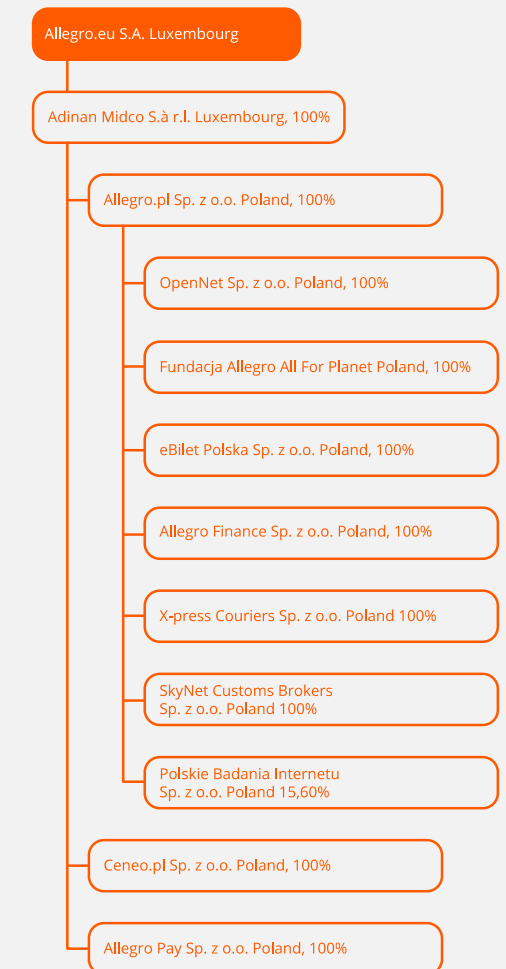 Allegro.eu S.A. Luxembourg
Adinan Midco S.à r.l. Luxembourg, 100%
Allegro.pl Sp. z o.o. Poland, 100%
OpenNet Sp. z o.o. Poland, 100%
Fundacja Allegro All For Planet Poland, 100%
eBilet Polska Sp. z o.o. Poland, 100%
Allegro Finance Sp. z o.o. Poland, 100%
X-press Couriers Sp. z o.o. Poland 100%
SkyNet Customs Brokers
Sp. z o.o. Poland 100%
Polskie Badania Internetu
Sp. z o.o. Poland 15,60%
Ceneo.pl Sp. z o.o. Poland, 100%
Allegro Pay Sp. z o.o. Poland, 100%